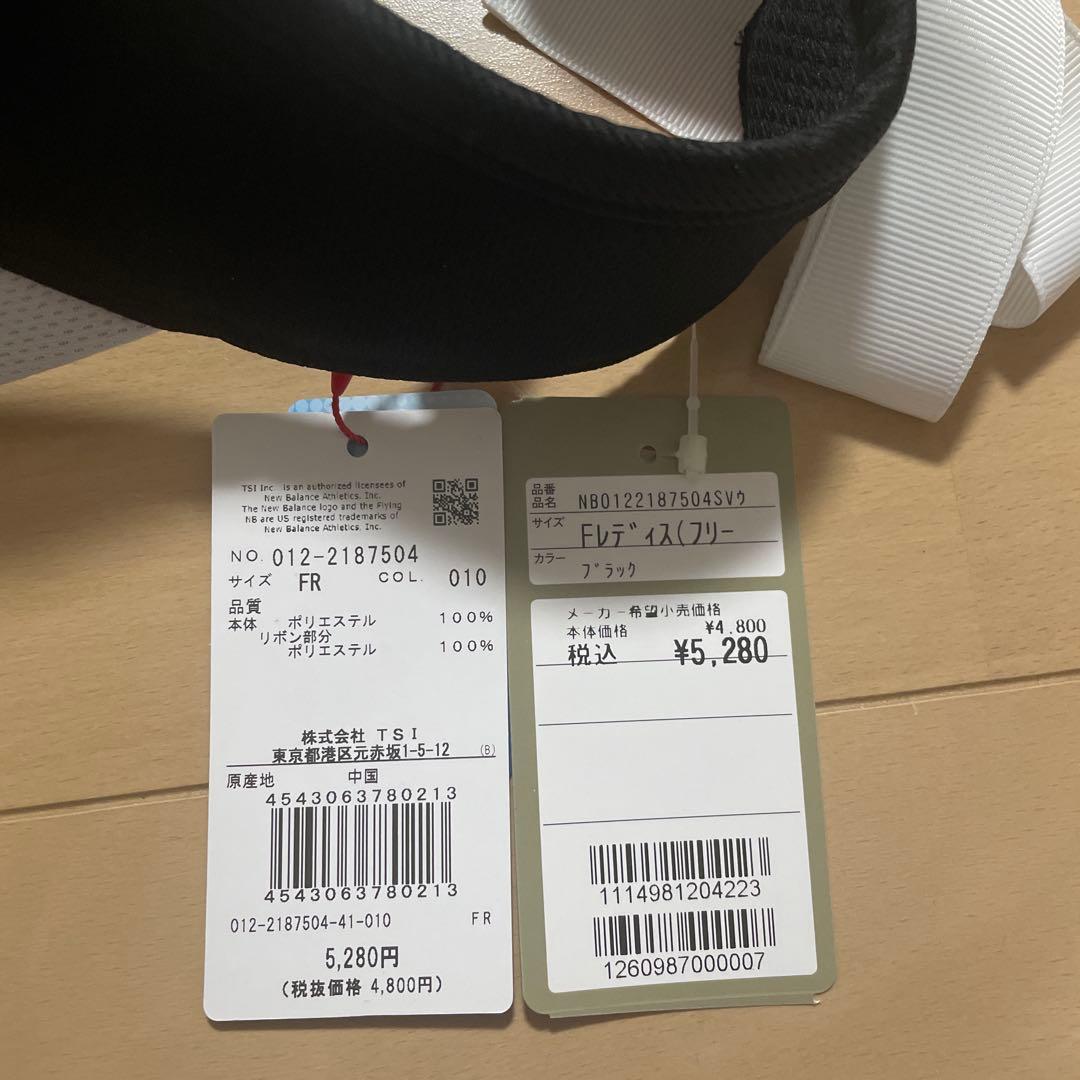 TSI Inc. is an authorized licensees of
New Balance Athletics, Inc.
The New Balance logo and the Flying
NB are US registered trademarks of
New Balance Athletics, Inc.
NO. 012-2187504
サイズ FR COL. 010
品質
本体 ポリエステル 100%
リボン部分
ポリエステル 100%
株式会社 TSI
東京都港区元赤坂1-5-12 (B)
原産地 中国
4543063780213
4543063780213
012-2187504-41-010 FR
5,280円
(税抜価格 4,800円)
品番
品名 NB0122187504SVウ
サイズ Fレディス(フリー
カラー ブラック
メーカー希望小売価格
本体価格 ¥4,800
税込 ¥5,280
1114981204223
1260987000007